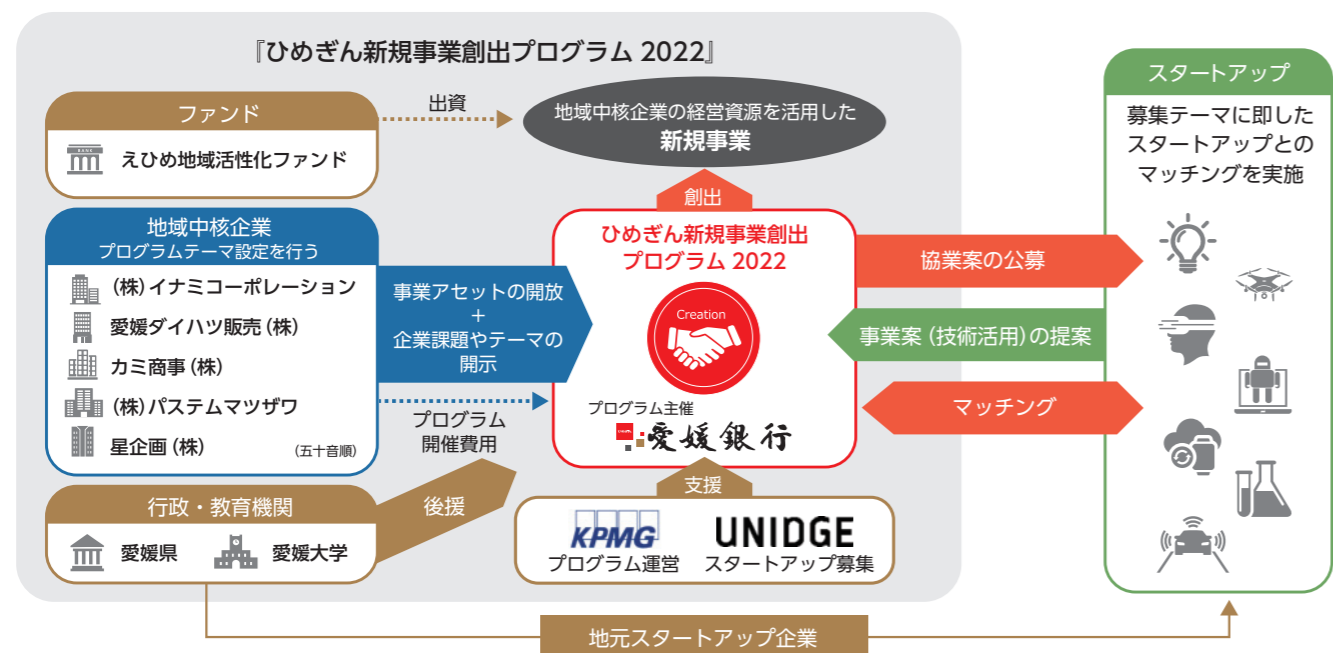 『ひめぎん新規事業創出プログラム 2022』
ファンド
えひめ地域活性化ファンド
出資
地域中核企業の経営資源を活用した
新規事業
創出
地域中核企業
プログラムテーマ設定を行う
(株)イナミコーポレーション
愛媛ダイハツ販売(株)
カミ商事(株)
(株)パステムマツザワ
星企画(株)
(五十音順)
事業アセットの開放
+
企業課題やテーマの
開示
プログラム
開催費用
ひめぎん新規事業創出
プログラム 2022
Creation
プログラム主催
愛媛銀行
行政・教育機関
愛媛県
愛媛大学
後援
支援
KPMG
プログラム運営
UNIDGE
スタートアップ募集
協業案の公募
事業案(技術活用)の提案
マッチング
スタートアップ
募集テーマに即した
スタートアップとの
マッチングを実施
地元スタートアップ企業